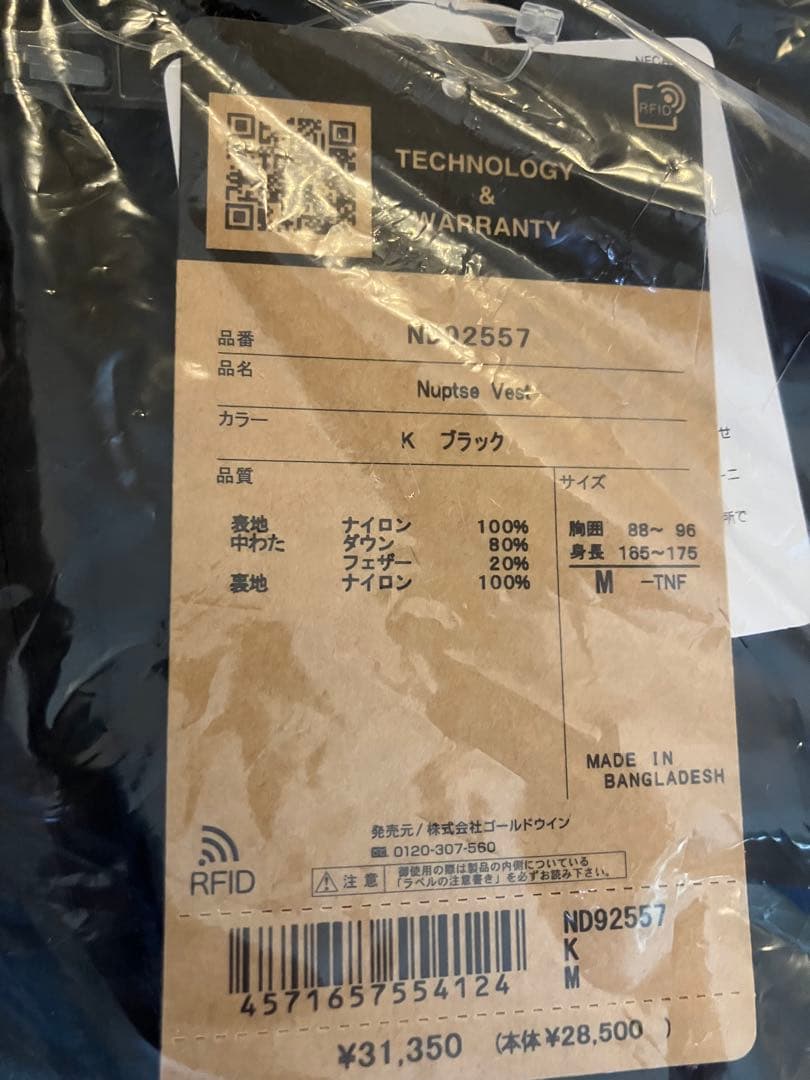 RFID
TECHNOLOGY
&
WARRANTY
品番 ND92557
品名
Nuptse Vest
カラー
K ブラック
品質
サイズ
表地 ナイロン 100%
中わた ダウン 80%
フェザー 20%
裏地 ナイロン 100%
胸囲 88～ 96
身長 165～175
M -TNF
MADE IN
BANGLADESH
発売元/株式会社ゴールドウイン
0120-307-560
注意
御使用の際は製品の内側についている
「ラベルの注意書き」を必ずお読み下さい。
RFID
ND92557
K
M
4571657554124
¥31,350 (本体¥28,500 )